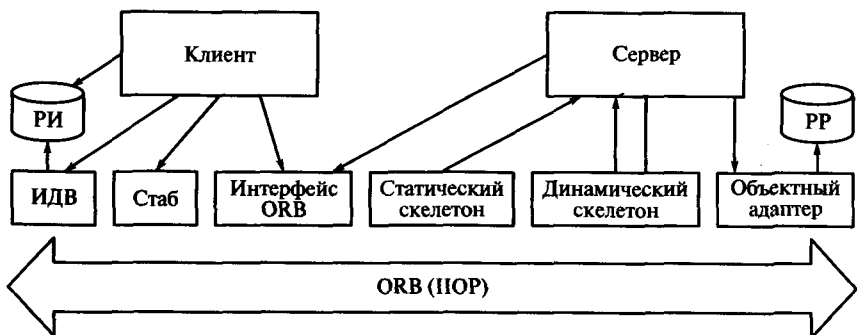 Клиент
Сервер
РИ
РР
ИДВ
Стаб
Интерфейс
ORB
Статический
скелетон
Динамический
скелетон
Объектный
адаптер
ORB (IIOP)